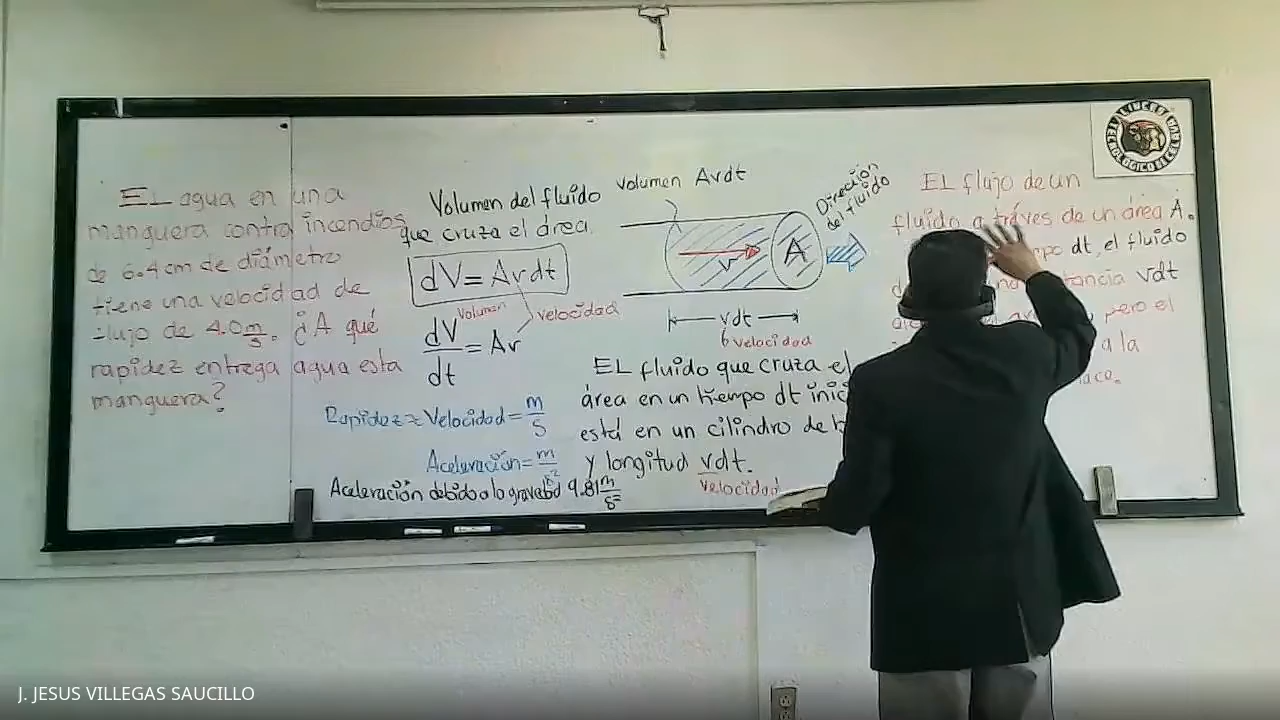 EL agua en una
manguera contra incendios
de 6.4 cm de diámetro
tiene una velocidad de
flujo de 4.0 m/s. ¿A qué
rapidez entrega agua esta
manguera?
Volumen del fluido
que cruza el área.
dV = Avdt
Volumen
velocidad
dV/dt = Av
Rapidez ≈ Velocidad = m/s
Aceleración = m/s²
Aceleración debido a la gravedad 9.81 m/s²
volumen Avdt
Dirección
del fluido
v
A
vdt
velocidad
EL fluido que cruza el
área en un tiempo dt
está en un cilindro de
y longitud vdt.
velocidad
EL flujo de un
fluido a tráves de un área A.
dt, el fluido
vdt
pero el
a la
J. JESUS VILLEGAS SAUCILLO